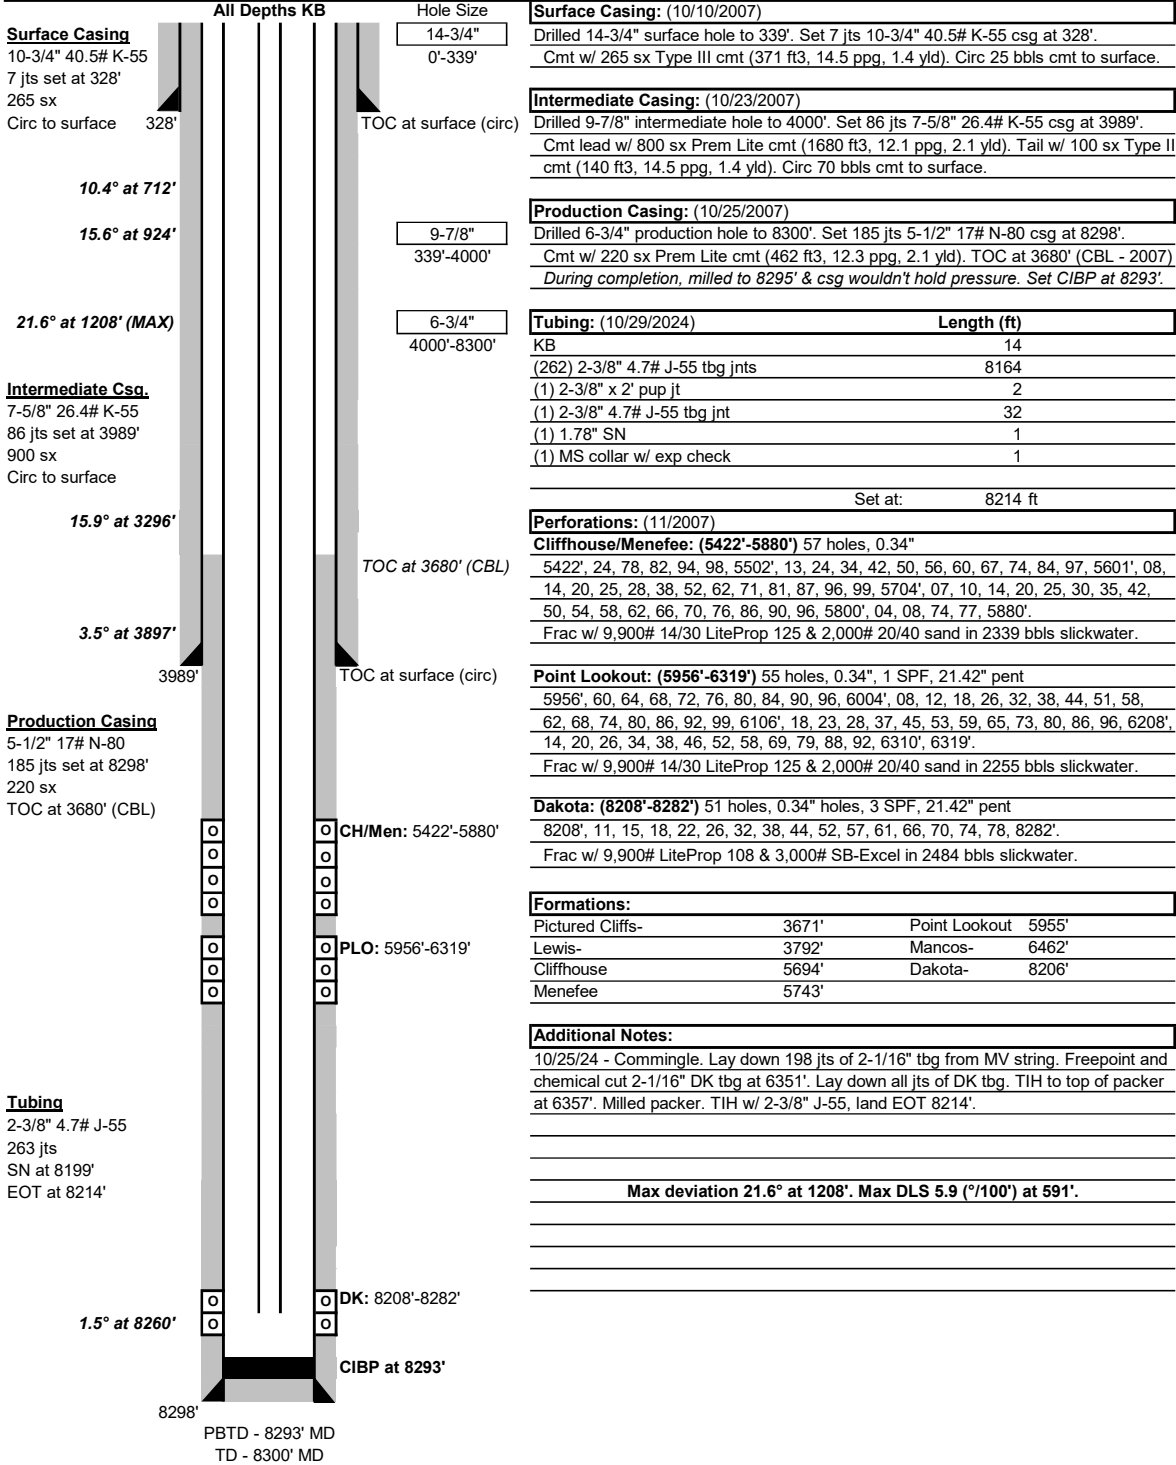 All Depths KB
Hole Size
Surface Casing
10-3/4" 40.5# K-55
7 jts set at 328'
265 sx
Circ to surface 328'
14-3/4"
0'-339'
TOC at surface (circ)
10.4° at 712'
15.6° at 924'
9-7/8"
339'-4000'
21.6° at 1208' (MAX)
6-3/4"
4000'-8300'
Intermediate Csg.
7-5/8" 26.4# K-55
86 jts set at 3989'
900 sx
Circ to surface
15.9° at 3296'
TOC at 3680' (CBL)
3.5° at 3897'
3989'
TOC at surface (circ)
Production Casing
5-1/2" 17# N-80
185 jts set at 8298'
220 sx
TOC at 3680' (CBL)
O O CH/Men: 5422'-5880'
O O
O O
O O
O O PLO: 5956'-6319'
O O
O O
Tubing
2-3/8" 4.7# J-55
263 jts
SN at 8199'
EOT at 8214'
O O DK: 8208'-8282'
1.5° at 8260' O O
CIBP at 8293'
8298'
PBTD - 8293' MD
TD - 8300' MD
Surface Casing: (10/10/2007)
Drilled 14-3/4" surface hole to 339'. Set 7 jts 10-3/4" 40.5# K-55 csg at 328'.
Cmt w/ 265 sx Type III cmt (371 ft3, 14.5 ppg, 1.4 yld). Circ 25 bbls cmt to surface.
Intermediate Casing: (10/23/2007)
Drilled 9-7/8" intermediate hole to 4000'. Set 86 jts 7-5/8" 26.4# K-55 csg at 3989'.
Cmt lead w/ 800 sx Prem Lite cmt (1680 ft3, 12.1 ppg, 2.1 yld). Tail w/ 100 sx Type II
cmt (140 ft3, 14.5 ppg, 1.4 yld). Circ 70 bbls cmt to surface.
Production Casing: (10/25/2007)
Drilled 6-3/4" production hole to 8300'. Set 185 jts 5-1/2" 17# N-80 csg at 8298'.
Cmt w/ 220 sx Prem Lite cmt (462 ft3, 12.3 ppg, 2.1 yld). TOC at 3680' (CBL - 2007)
During completion, milled to 8295' & csg wouldn't hold pressure. Set CIBP at 8293'.
Tubing: (10/29/2024) Length (ft)
KB 14
(262) 2-3/8" 4.7# J-55 tbg jnts 8164
(1) 2-3/8" x 2' pup jt 2
(1) 2-3/8" 4.7# J-55 tbg jnt 32
(1) 1.78" SN 1
(1) MS collar w/ exp check 1
Set at: 8214 ft
Perforations: (11/2007)
Cliffhouse/Menefee: (5422'-5880') 57 holes, 0.34"
5422', 24, 78, 82, 94, 98, 5502', 13, 24, 34, 42, 50, 56, 60, 67, 74, 84, 97, 5601', 08,
14, 20, 25, 28, 38, 52, 62, 71, 81, 87, 96, 99, 5704', 07, 10, 14, 20, 25, 30, 35, 42,
50, 54, 58, 62, 66, 70, 76, 86, 90, 96, 5800', 04, 08, 74, 77, 5880'.
Frac w/ 9,900# 14/30 LiteProp 125 & 2,000# 20/40 sand in 2339 bbls slickwater.
Point Lookout: (5956'-6319') 55 holes, 0.34", 1 SPF, 21.42" pent
5956', 60, 64, 68, 72, 76, 80, 84, 90, 96, 6004', 08, 12, 18, 26, 32, 38, 44, 51, 58,
62, 68, 74, 80, 86, 92, 99, 6106', 18, 23, 28, 37, 45, 53, 59, 65, 73, 80, 86, 96, 6208',
14, 20, 26, 34, 38, 46, 52, 58, 69, 79, 88, 92, 6310', 6319'.
Frac w/ 9,900# 14/30 LiteProp 125 & 2,000# 20/40 sand in 2255 bbls slickwater.
Dakota: (8208'-8282') 51 holes, 0.34" holes, 3 SPF, 21.42" pent
8208', 11, 15, 18, 22, 26, 32, 38, 44, 52, 57, 61, 66, 70, 74, 78, 8282'.
Frac w/ 9,900# LiteProp 108 & 3,000# SB-Excel in 2484 bbls slickwater.
Formations:
Pictured Cliffs- 3671' Point Lookout 5955'
Lewis- 3792' Mancos- 6462'
Cliffhouse 5694' Dakota- 8206'
Menefee 5743'
Additional Notes:
10/25/24 - Commingle. Lay down 198 jts of 2-1/16" tbg from MV string. Freepoint and
chemical cut 2-1/16" DK tbg at 6351'. Lay down all jts of DK tbg. TIH to top of packer
at 6357'. Milled packer. TIH w/ 2-3/8" J-55, land EOT 8214'.
Max deviation 21.6° at 1208'. Max DLS 5.9 (°/100') at 591'.